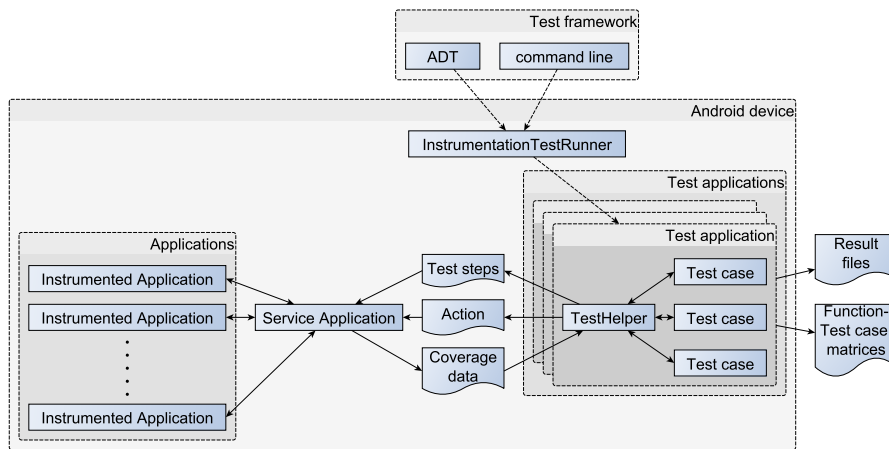 Test framework
ADT
command line
Android device
InstrumentationTestRunner
Test applications
Test application
Applications
Instrumented Application
Instrumented Application
Instrumented Application
Service Application
Test steps
Action
Coverage
data
TestHelper
Test case
Test case
Test case
Result
files
Function-
Test case
matrices